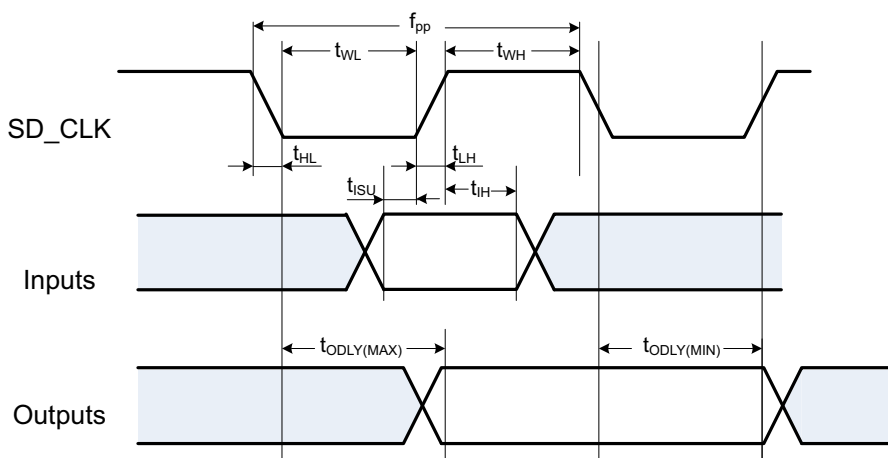 fpp
tWL
tWH
SD_CLK
tHL
tLH
tISU
tIH
Inputs
tODLY(MAX)
tODLY(MIN)
Outputs